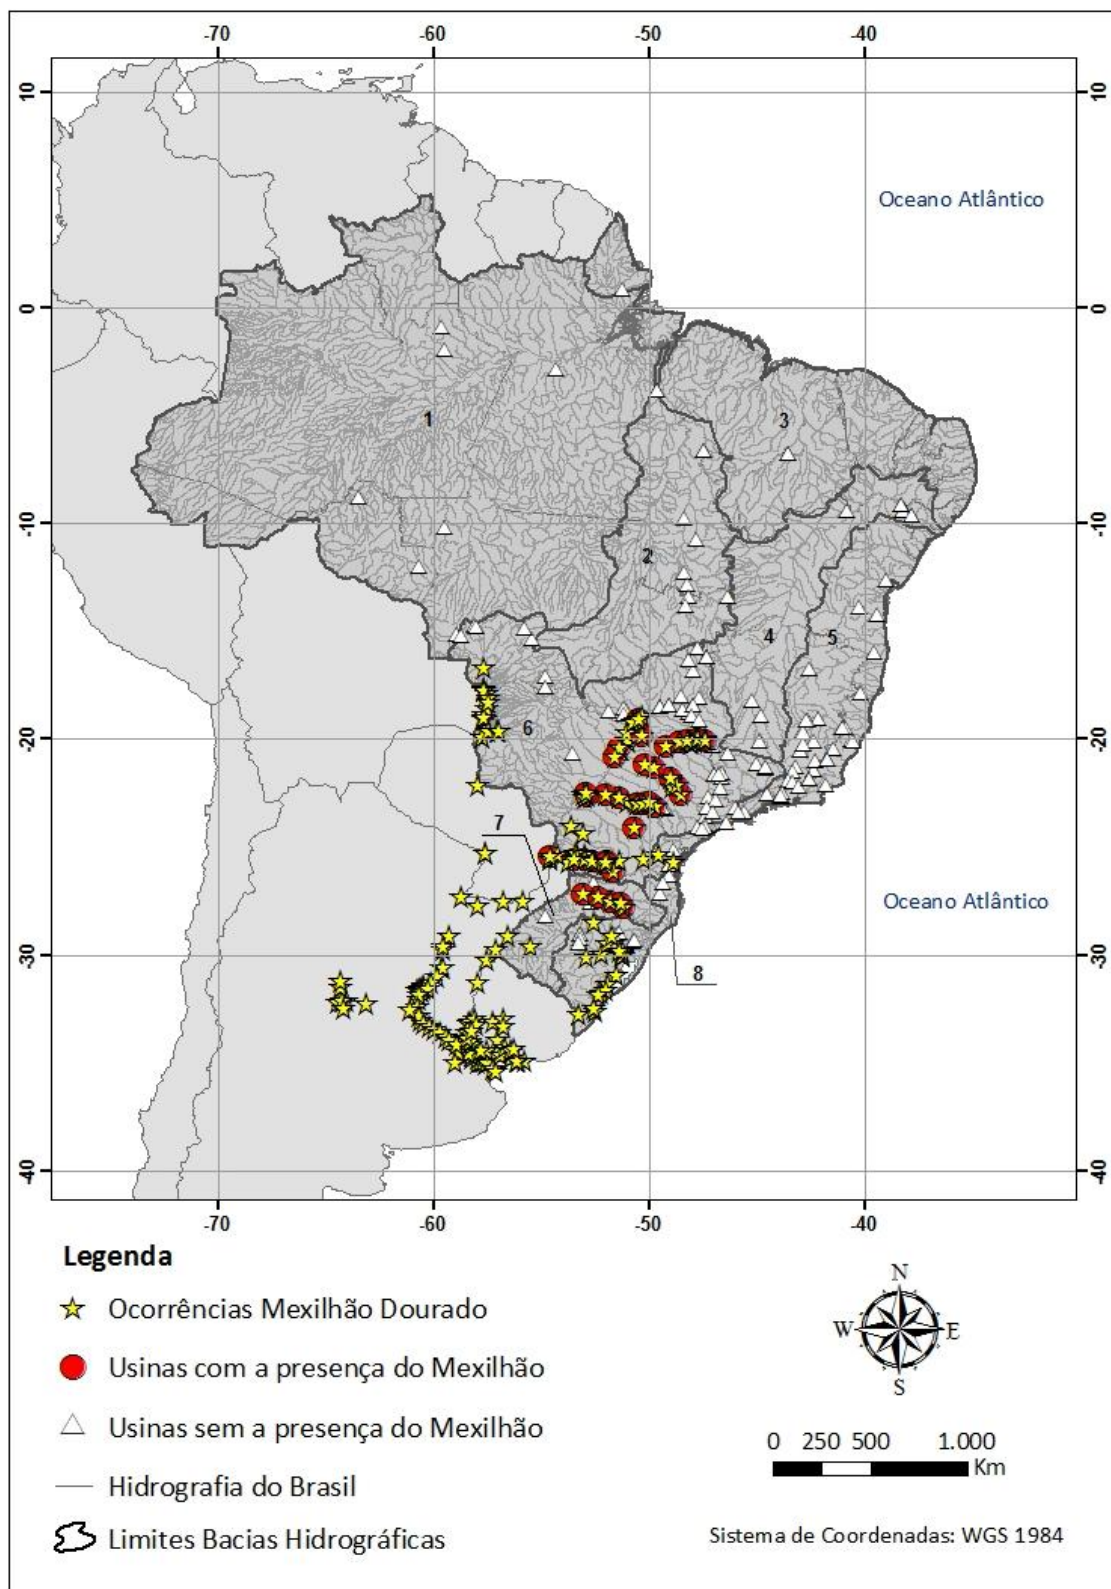 -70 -60 -50 -40
10 10
Oceano Atlântico
0 0
1 3
-10 -10
2
4 5
6
-20 -20
7
Oceano Atlântico
-30 -30
8
-40 -40
-70 -60 -50 -40
Legenda
Ocorrências Mexilhão Dourado
Usinas com a presença do Mexilhão
Usinas sem a presença do Mexilhão
Hidrografia do Brasil
Limites Bacias Hidrográficas
N
W E
S
0 250 500 1.000
Km
Sistema de Coordenadas: WGS 1984